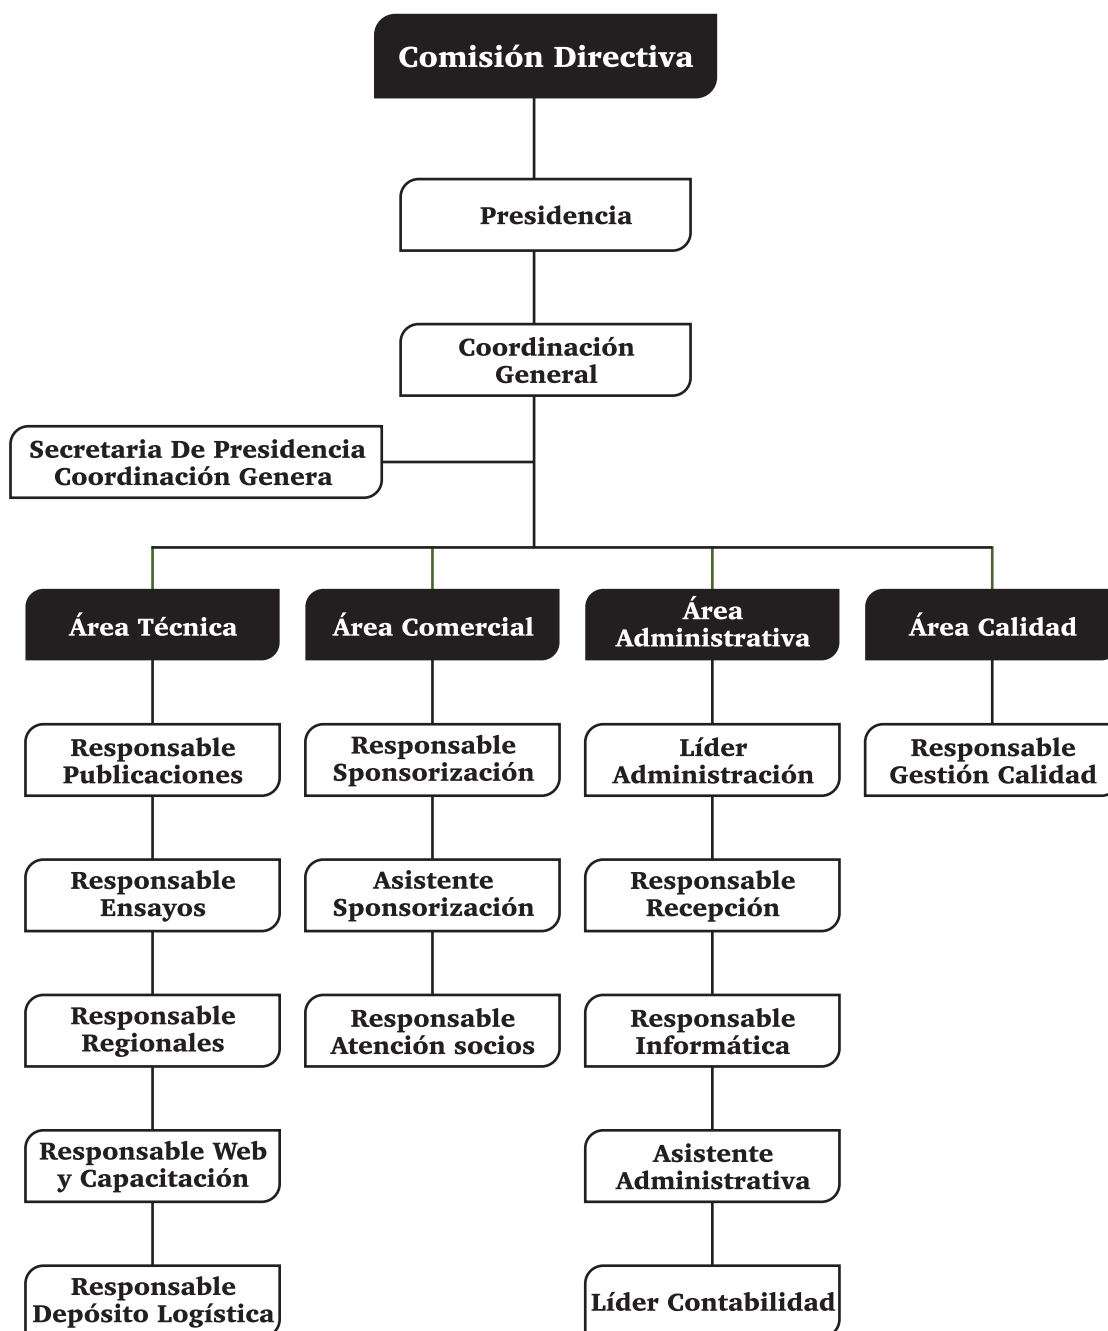 Comisión Directiva
Presidencia
Coordinación
General
Secretaria De Presidencia
Coordinación Genera
Área Técnica
Área Comercial
Área
Administrativa
Área Calidad
Responsable
Publicaciones
Responsable
Sponsorización
Líder
Administración
Responsable
Gestión Calidad
Responsable
Ensayos
Asistente
Sponsorización
Responsable
Recepción
Responsable
Regionales
Responsable
Atención socios
Responsable
Informática
Responsable Web
y Capacitación
Asistente
Administrativa
Responsable
Depósito Logística
Líder Contabilidad